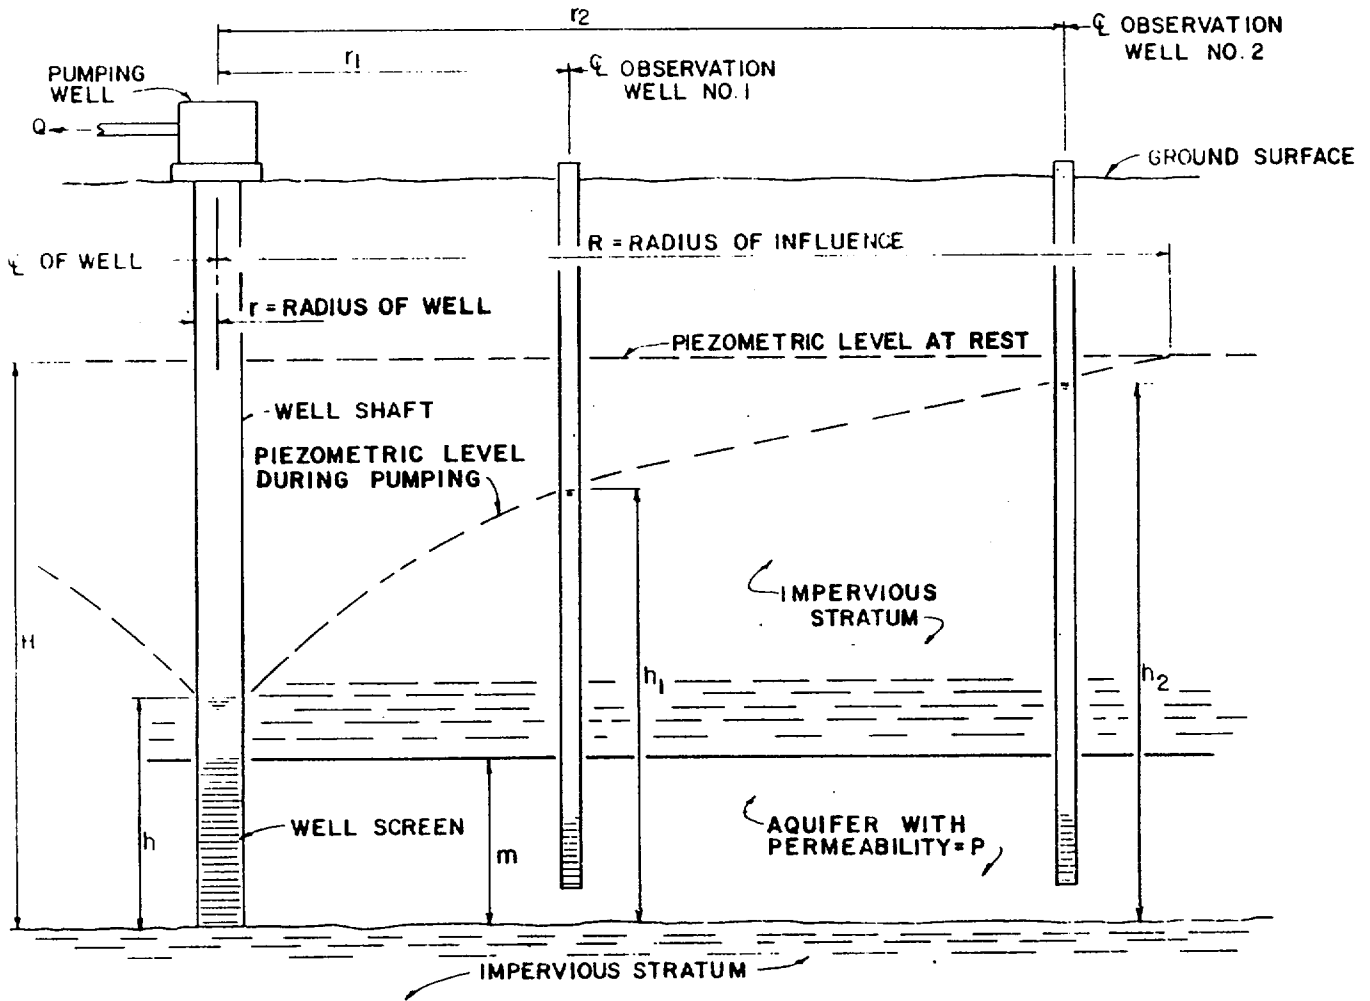 r2
℄ OBSERVATION
WELL NO. 2
r1
℄ OBSERVATION
WELL NO. 1
PUMPING
WELL
Q
GROUND SURFACE
R = RADIUS OF INFLUENCE
℄ OF WELL
r = RADIUS OF WELL
PIEZOMETRIC LEVEL AT REST
WELL SHAFT
PIEZOMETRIC LEVEL
DURING PUMPING
IMPERVIOUS
STRATUM
H
h1
h2
WELL SCREEN
AQUIFER WITH
PERMEABILITY = P
h
m
IMPERVIOUS STRATUM